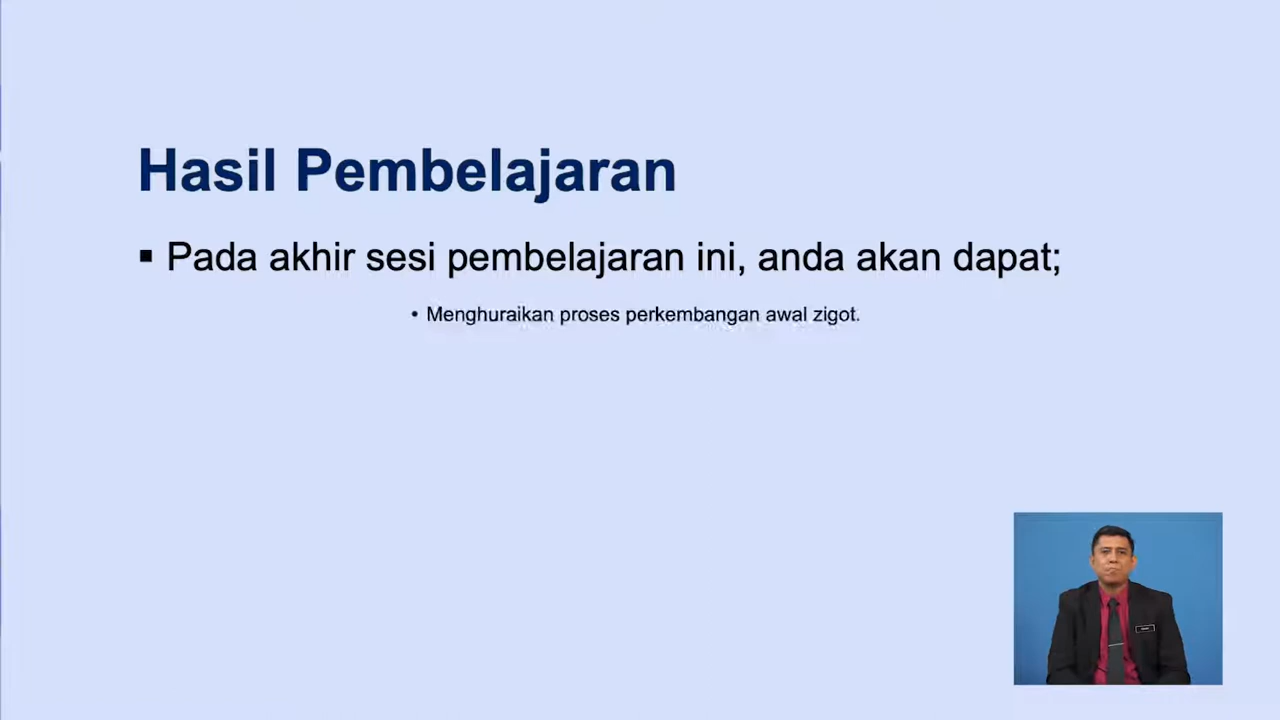 Hasil Pembelajaran
▪ Pada akhir sesi pembelajaran ini, anda akan dapat;
• Menghuraikan proses perkembangan awal zigot.